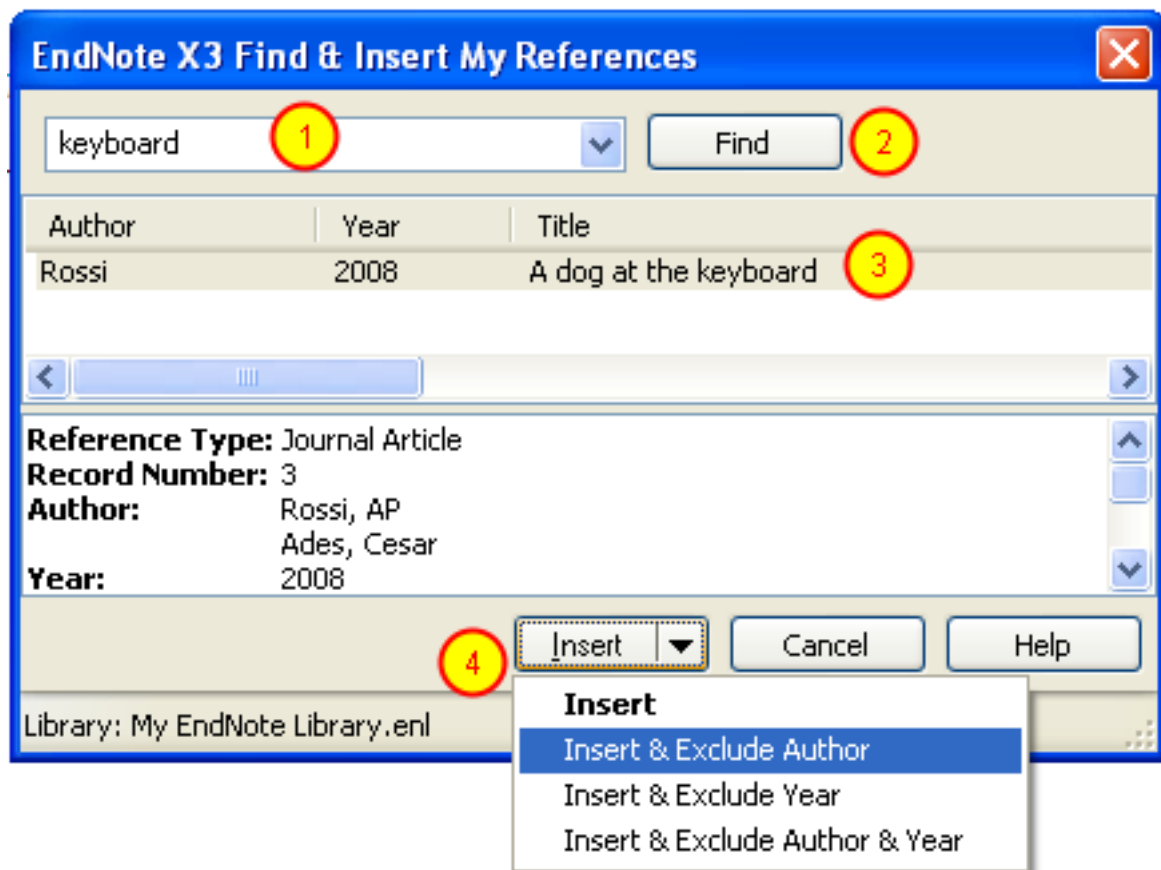 EndNote X3 Find & Insert My References
keyboard 1 Find 2
Author Year Title
Rossi 2008 A dog at the keyboard 3
Reference Type: Journal Article
Record Number: 3
Author: Rossi, AP
Ades, Cesar
Year: 2008
4 Insert Cancel Help
Library: My EndNote Library.enl
Insert
Insert & Exclude Author
Insert & Exclude Year
Insert & Exclude Author & Year